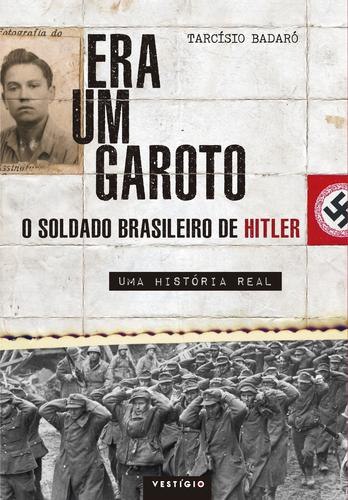 Fotografia do
TARCÍSIO BADARÓ
ERA
UM
GAROTO
O SOLDADO BRASILEIRO DE HITLER
UMA HISTÓRIA REAL
VESTÍGIO